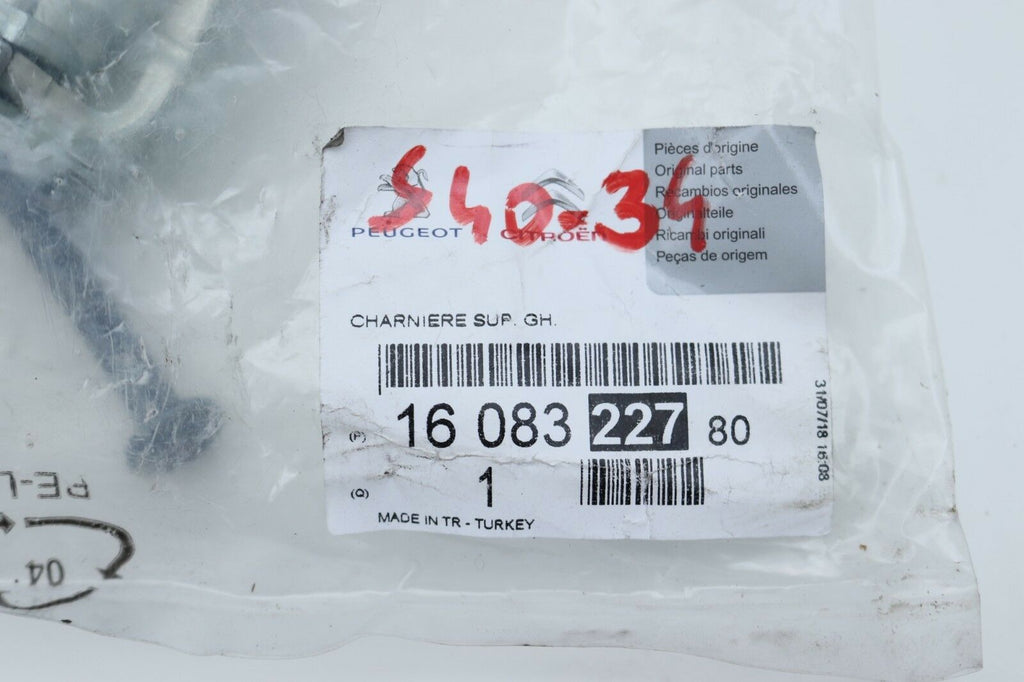 S40-34
PEUGEOT CITROËN
Pièces d'origine
Original parts
Recambios originales
Originalteile
Ricambi originali
Peças de origem
CHARNIERE SUP. GH.
(P) 16 083 227 80
(Q) 1
MADE IN TR - TURKEY
31/07/18 16:08
PE-L
04